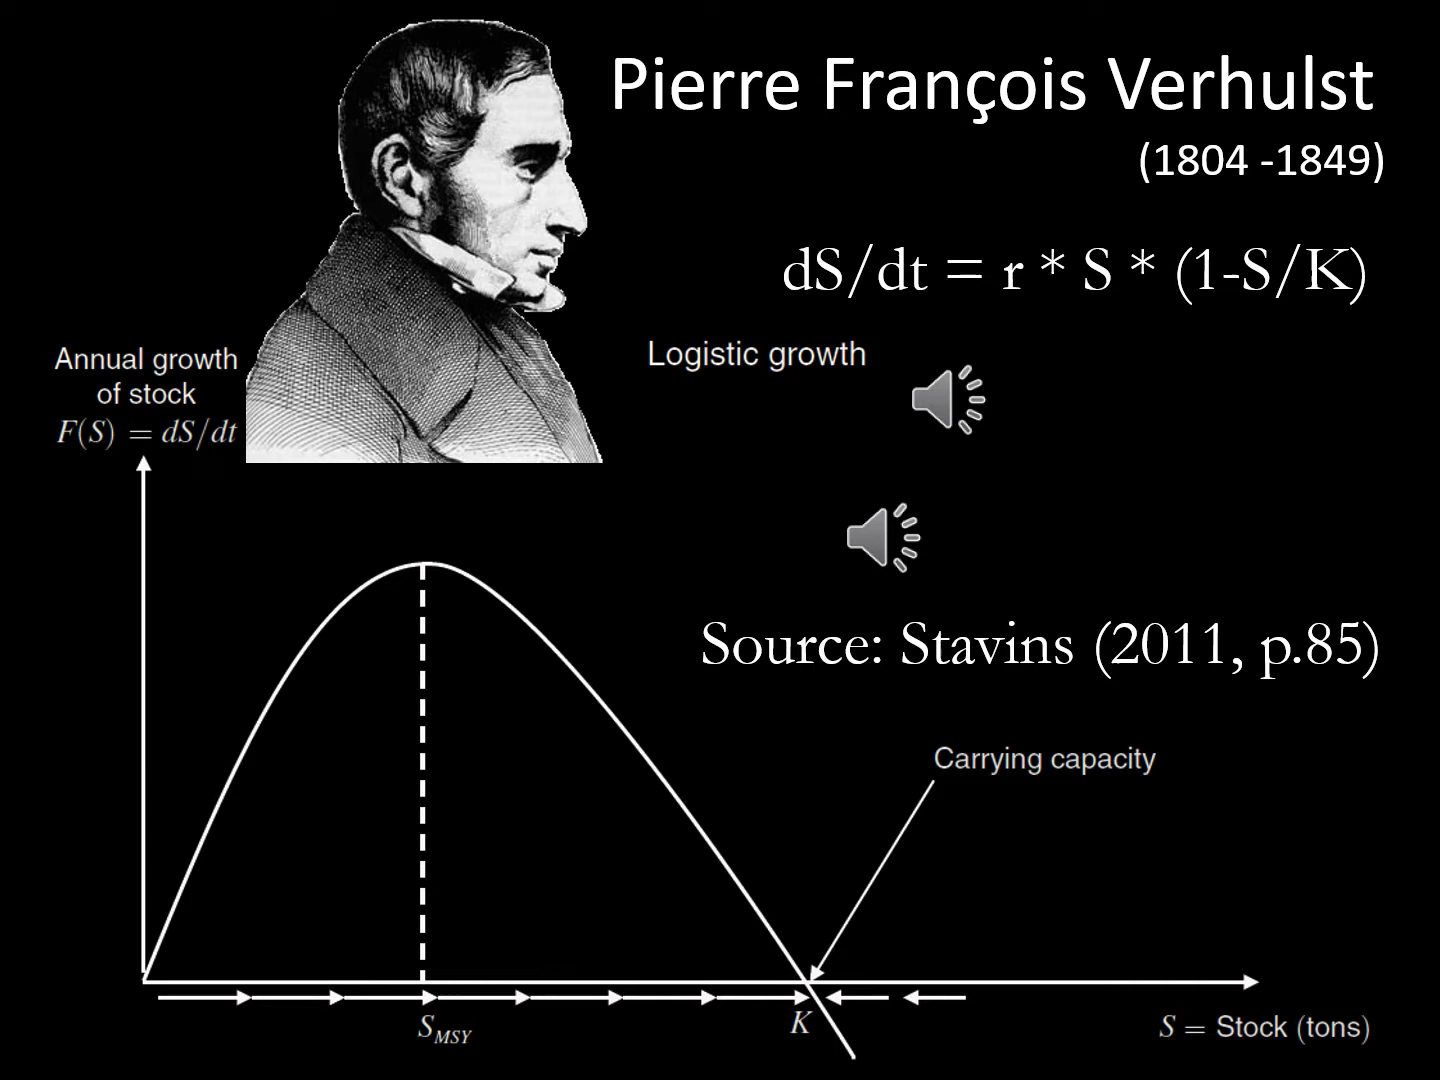 Pierre François Verhulst
(1804 -1849)
dS/dt = r * S * (1-S/K)
Logistic growth
Annual growth
of stock
F(S) = dS/dt
Source: Stavins (2011, p.85)
Carrying capacity
S_MSY
K
S = Stock (tons)